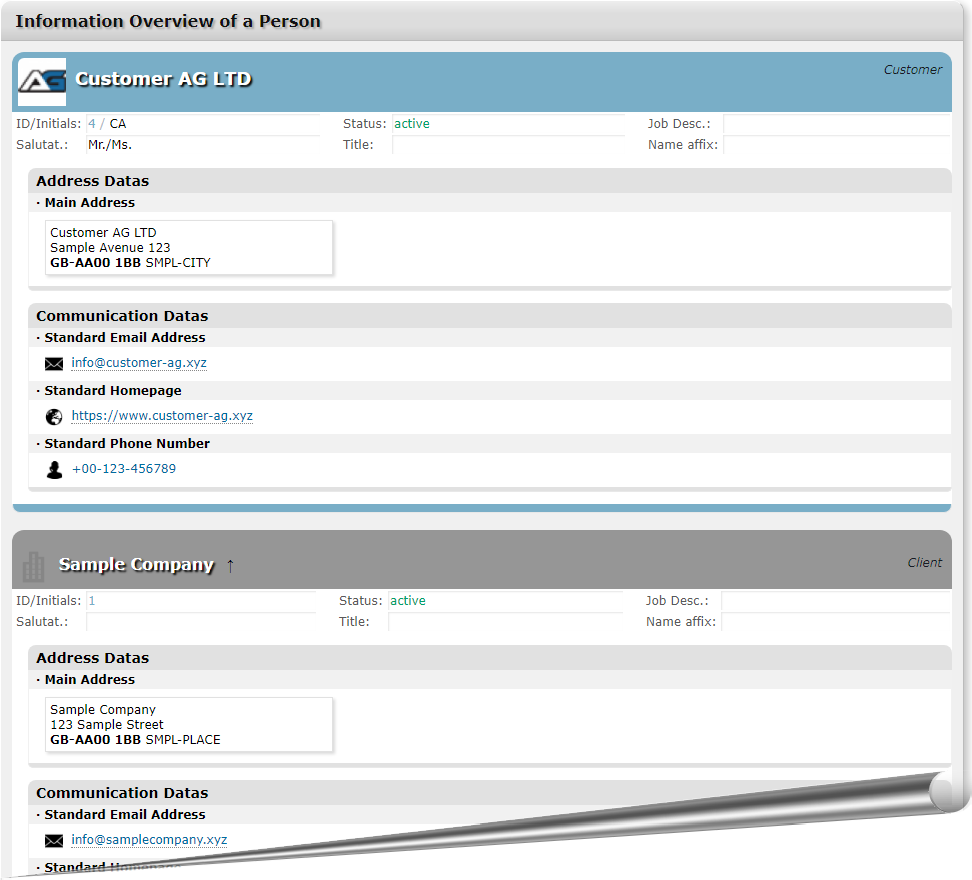 Information Overview of a Person
AG Customer AG LTD Customer
ID/Initials: 4 / CA Status: active Job Desc.:
Salutat.: Mr./Ms. Title: Name affix:
Address Datas
· Main Address
Customer AG LTD
Sample Avenue 123
GB-AA00 1BB SMPL-CITY
Communication Datas
· Standard Email Address
info@customer-ag.xyz
· Standard Homepage
https://www.customer-ag.xyz
· Standard Phone Number
+00-123-456789
Sample Company ↑ Client
ID/Initials: 1 Status: active Job Desc.:
Salutat.: Title: Name affix:
Address Datas
· Main Address
Sample Company
123 Sample Street
GB-AA00 1BB SMPL-PLACE
Communication Datas
· Standard Email Address
info@samplecompany.xyz
· Standard Homepage